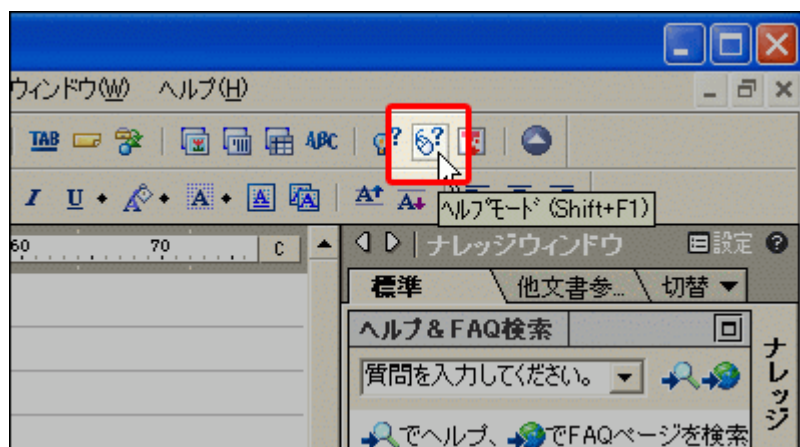 ウィンドウ(W) ヘルプ(H)
TAB ABC ? ?
I U A A A A
ヘルプモード (Shift+F1)
60 70 C ナレッジウィンドウ 設定 ?
標準 他文書参... 切替▼
ヘルプ&FAQ検索
質問を入力してください。
でヘルプ、でFAQページを検索
ナレッジ